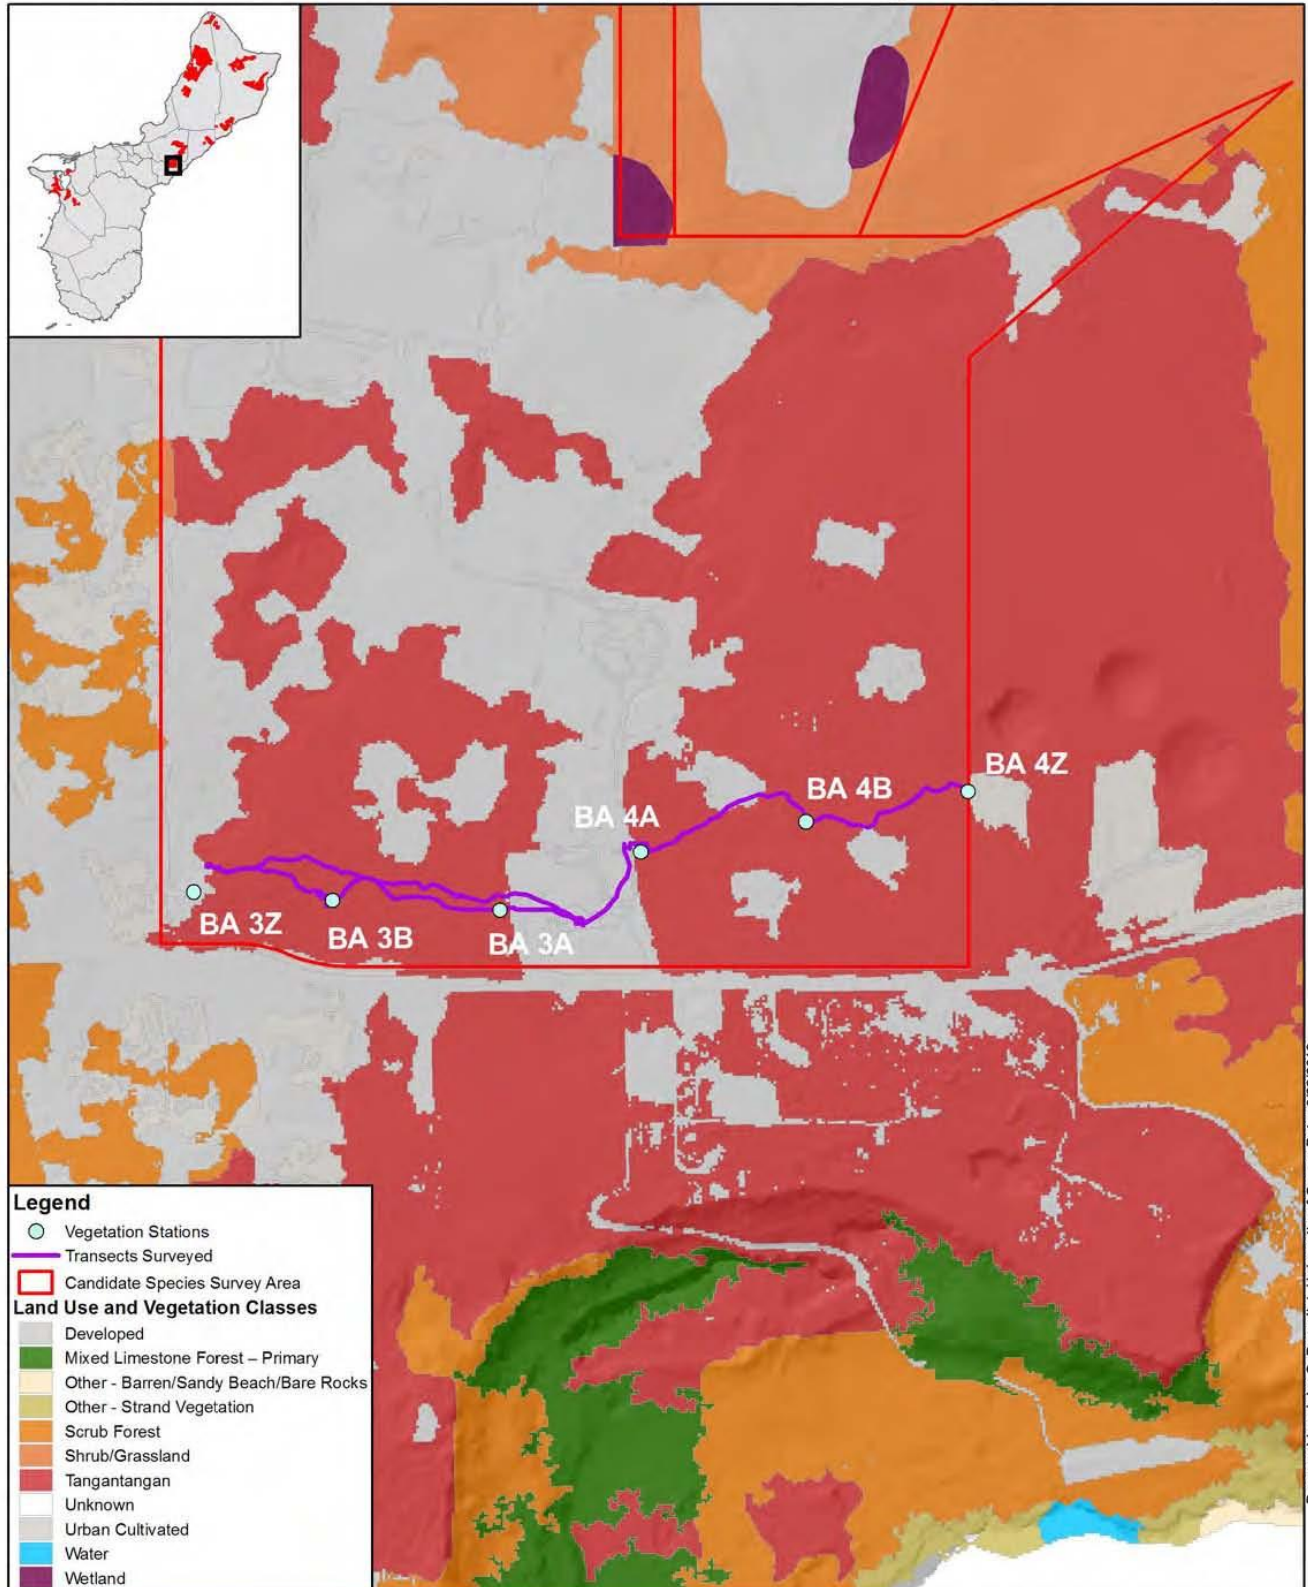 BA 4Z
BA 4B
BA 4A
BA 3Z
BA 3B
BA 3A
Legend
Vegetation Stations
Transects Surveyed
Candidate Species Survey Area
Land Use and Vegetation Classes
Developed
Mixed Limestone Forest – Primary
Other - Barren/Sandy Beach/Bare Rocks
Other - Strand Vegetation
Scrub Forest
Shrub/Grassland
Tangantangan
Unknown
Urban Cultivated
Water
Wetland